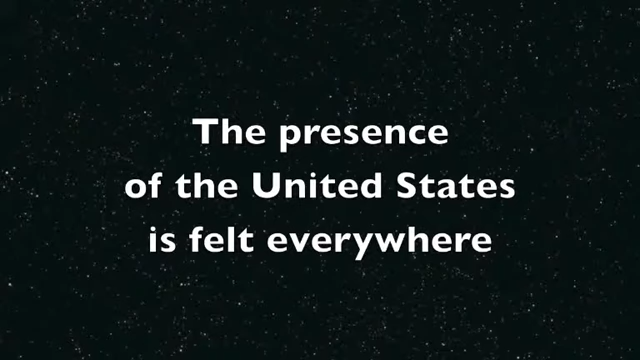 The presence
of the United States
is felt everywhere